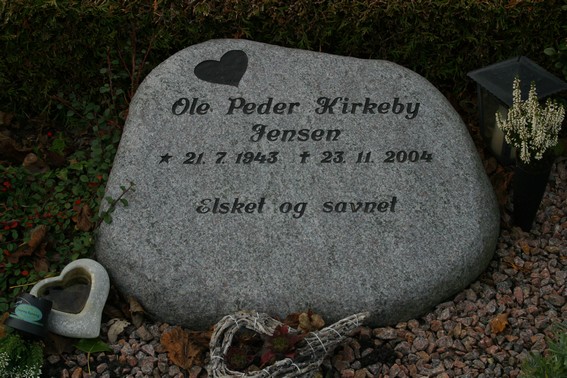 Ole Peder Kirkeby
Jensen
* 21. 7. 1943 † 23. 11. 2004
Elsket og savnet